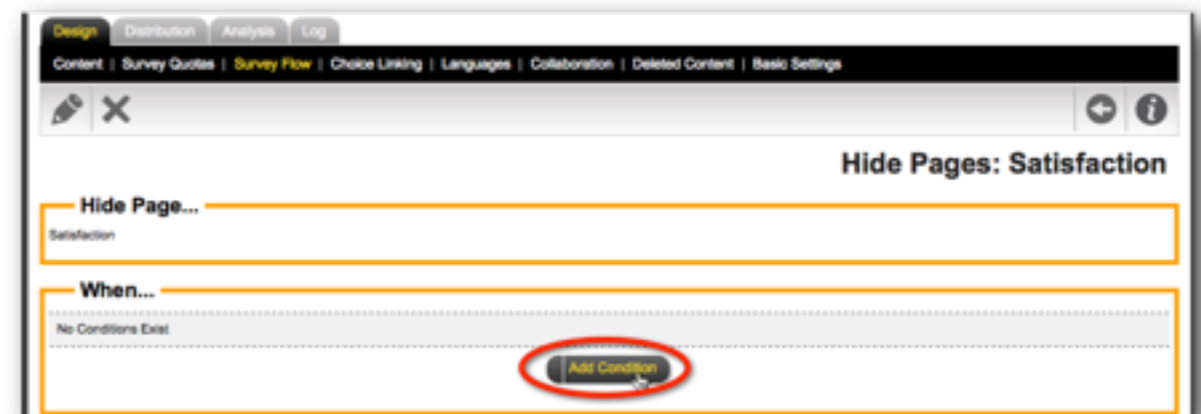 Design Distribution Analysis Log
Content | Survey Quotas | Survey Flow | Choice Linking | Languages | Collaboration | Deleted Content | Basic Settings
Hide Pages: Satisfaction
Hide Page...
Satisfaction
When...
No Conditions Exist
Add Condition